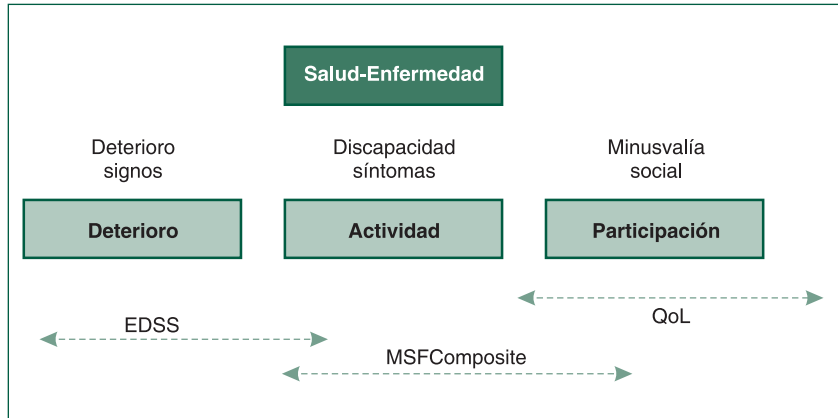 Salud-Enfermedad
Deterioro
signos
Discapacidad
síntomas
Minusvalía
social
Deterioro
Actividad
Participación
QoL
EDSS
MSFComposite